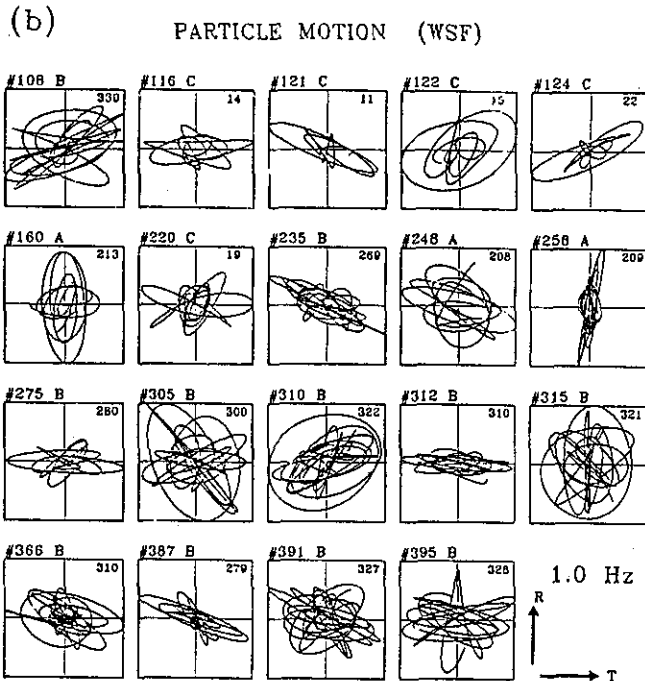 (b)
PARTICLE MOTION (WSF)
#108 B
330
#116 C
14
#121 C
11
#122 C
15
#124 C
22
#160 A
213
#220 C
19
#235 B
269
#248 A
208
#258 A
209
#275 B
280
#305 B
300
#310 B
322
#312 B
310
#315 B
321
#366 B
310
#387 B
279
#391 B
327
#395 B
328
1.0 Hz
R
T